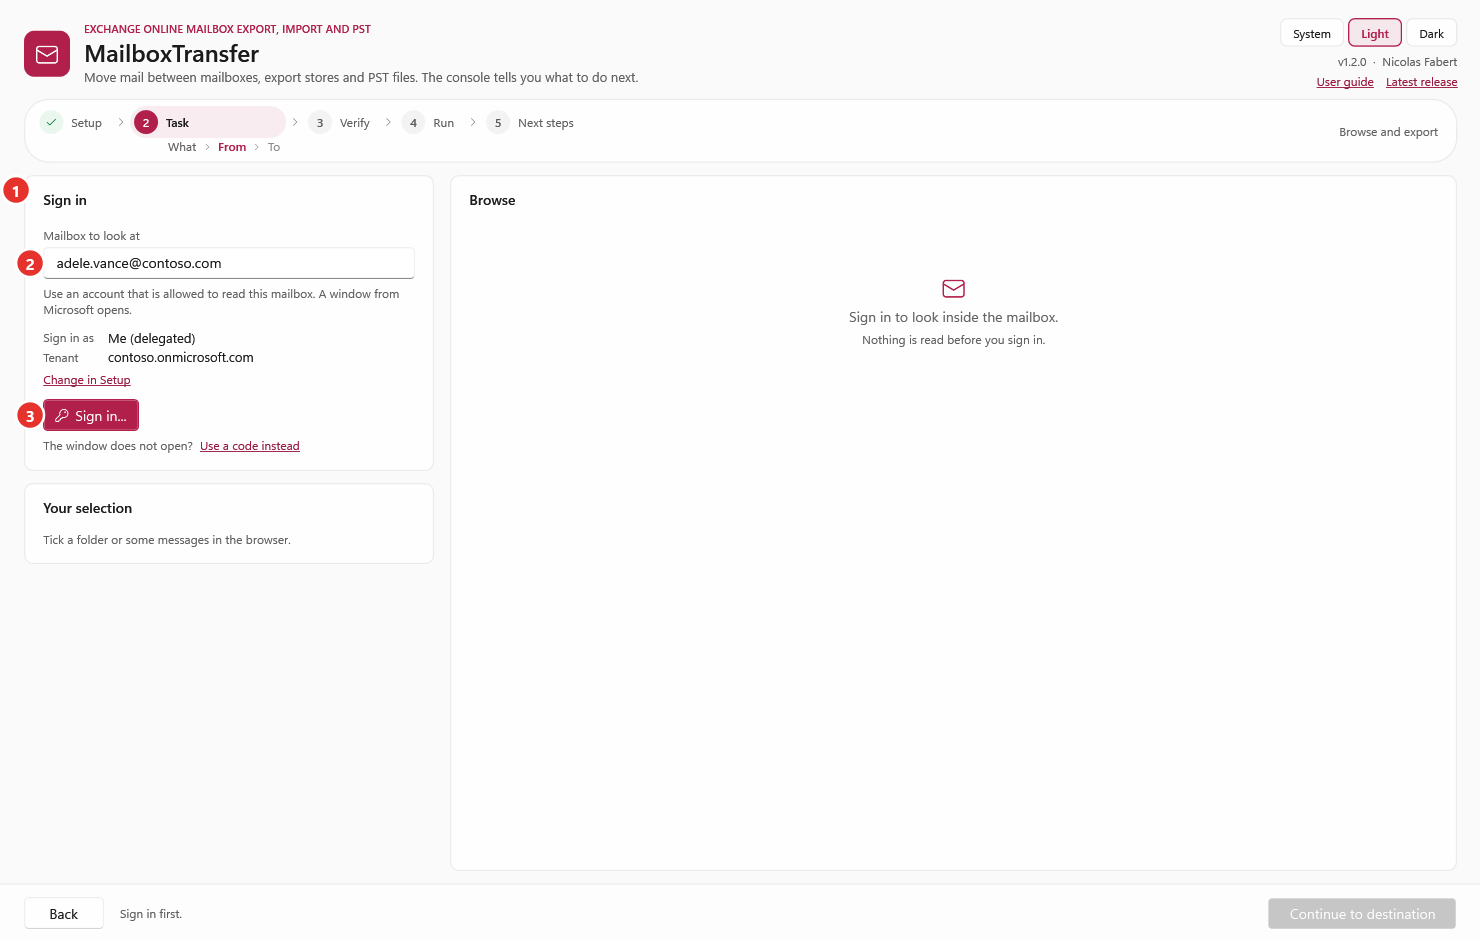 EXCHANGE ONLINE MAILBOX EXPORT, IMPORT AND PST
MailboxTransfer
Move mail between mailboxes, export stores and PST files. The console tells you what to do next.
System
Light
Dark
v1.2.0 · Nicolas Fabert
User guide
Latest release
Setup
2
Task
3
Verify
4
Run
5
Next steps
What
From
To
Browse and export
1
Sign in
Mailbox to look at
2
adele.vance@contoso.com
Use an account that is allowed to read this mailbox. A window from
Microsoft opens.
Sign in as Me (delegated)
Tenant contoso.onmicrosoft.com
Change in Setup
3
Sign in...
The window does not open? Use a code instead
Your selection
Tick a folder or some messages in the browser.
Browse
Sign in to look inside the mailbox.
Nothing is read before you sign in.
Back
Sign in first.
Continue to destination